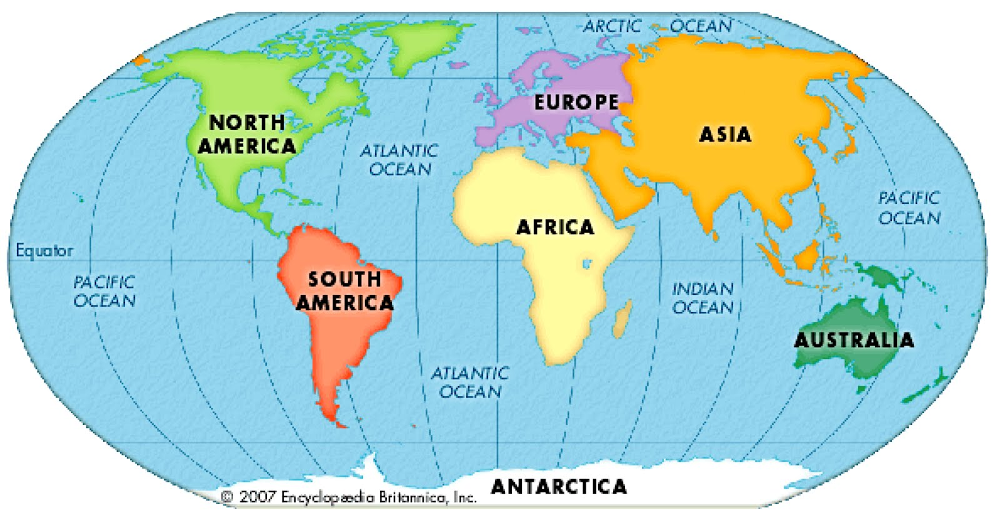 ARCTIC OCEAN
EUROPE
NORTH
AMERICA
ASIA
ATLANTIC
OCEAN
PACIFIC
OCEAN
AFRICA
Equator
SOUTH
AMERICA
PACIFIC
OCEAN
INDIAN
OCEAN
AUSTRALIA
ATLANTIC
OCEAN
ANTARCTICA
© 2007 Encyclopædia Britannica, Inc.